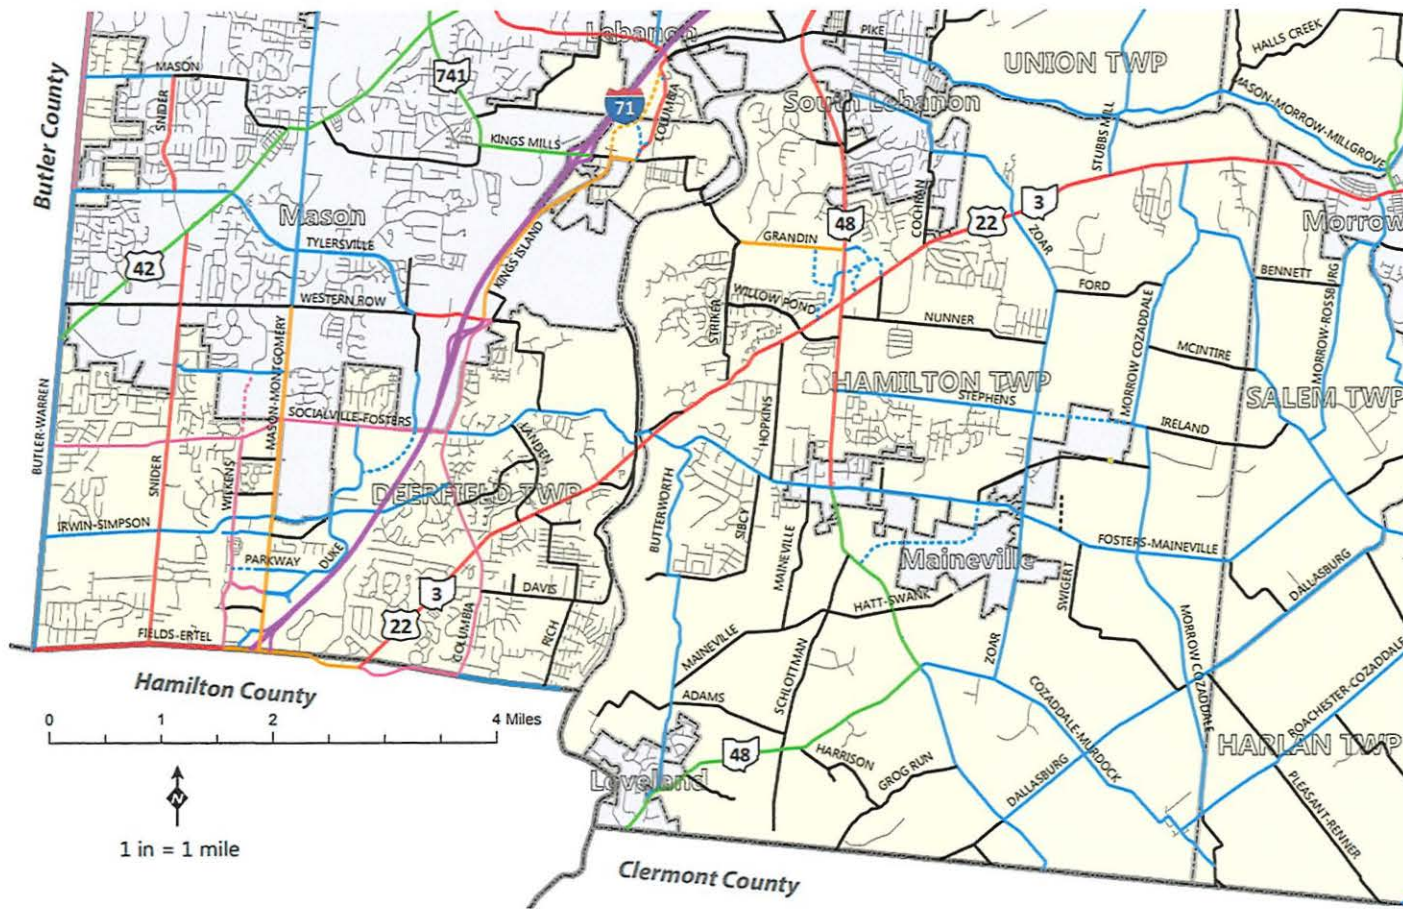 Lebanon
PIKE
HALLS CREEK
UNION TWP
MASON
741
71
COLUMBIA
South Lebanon
MASON-MORROW-MILLGROVE
SNIDER
KINGS MILLS
STUBBS MILL
Butler County
Mason
TYLERSVILLE
KINGS ISLAND
GRANDIN
48
COCHRAN
22
3
ZOAR
Morrow
42
WESTERN ROW
WILLOW POND
STRIKER
NUNNER
FORD
BENNETT
MORROW COZADDALE
MORROW-ROSSBURG
MCINTIRE
MASON-MONTGOMERY
HAMILTON TWP
STEPHENS
SALEM TWP
SOCIALVILLE-FOSTERS
LANDEN
HOPKINS
IRELAND
BUTLER-WARREN
SNIDER
WILKENS
DEERFIELD TWP
BUTTERWORTH
SIBCY
MAINEVILLE
IRWIN-SIMPSON
PARKWAY
DUKE
Maineville
FOSTERS-MAINEVILLE
DALLASBURG
3
22
DAVIS
HATT-SWANK
SWIGERT
FIELDS-ERTEL
COLUMBIA
RICH
MAINEVILLE
SCHLOTTMAN
ZOAR
MORROW COZADDALE
Hamilton County
ADAMS
COZADDALE-MURDOCK
ROACHESTER-COZADDALE
0 1 2 4 Miles
48
HARRISON
GROG RUN
DALLASBURG
HARLAN TWP
Loveland
PLEASANT-RENNER
N
1 in = 1 mile
Clermont County